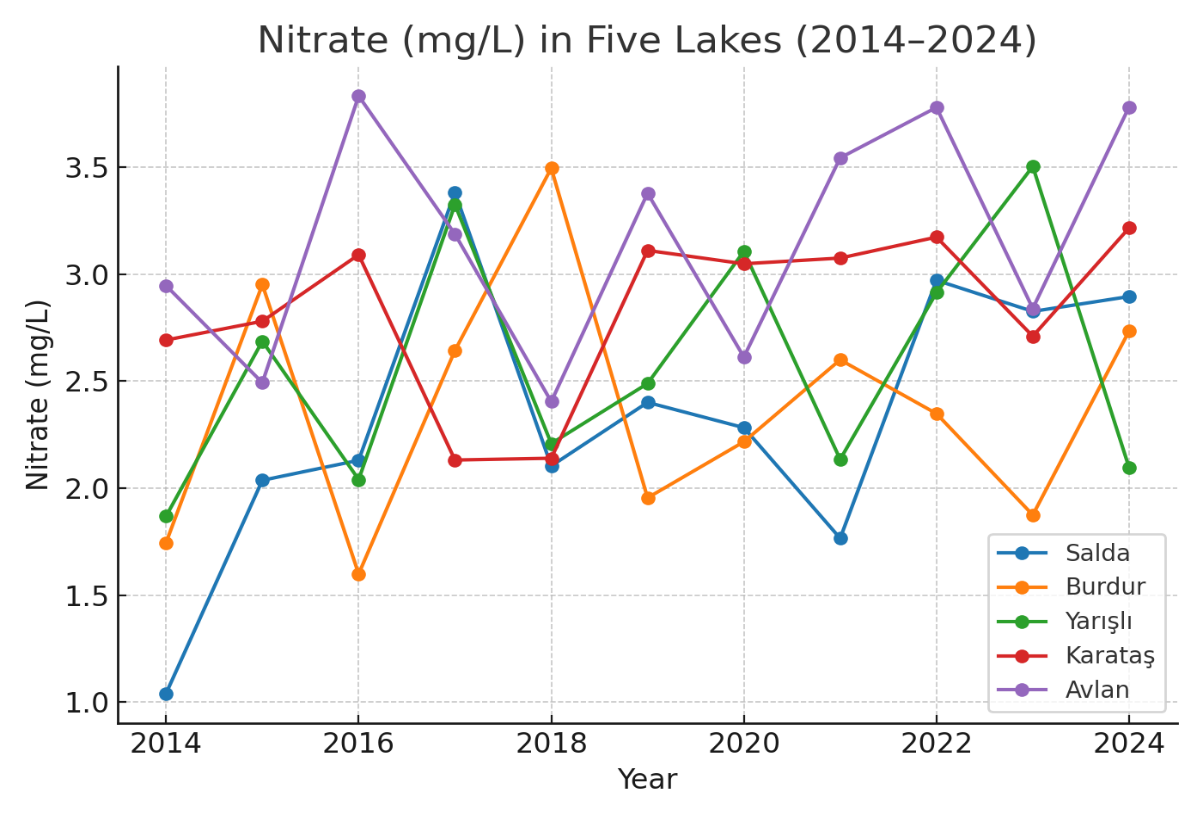 Nitrate (mg/L) in Five Lakes (2014–2024)
Nitrate (mg/L)
3.5
3.0
2.5
2.0
1.5
1.0
Salda
Burdur
Yarışlı
Karataş
Avlan
2014 2016 2018 2020 2022 2024
Year